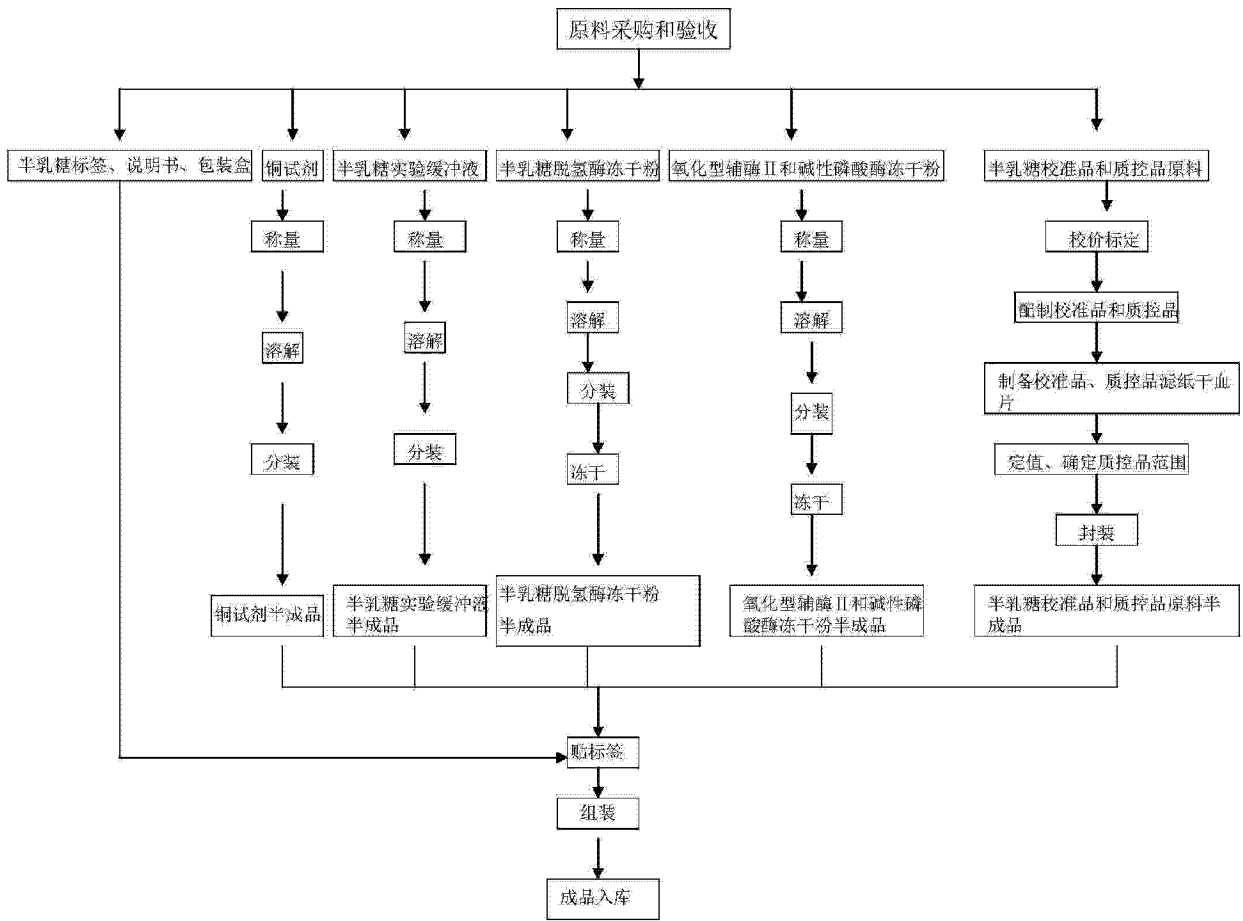 原料采购和验收
半乳糖标签、说明书、包装盒
铜试剂
半乳糖实验缓冲液
半乳糖脱氢酶冻干粉
氧化型辅酶Ⅱ和碱性磷酸酶冻干粉
半乳糖校准品和质控品原料
称量
称量
称量
称量
校价标定
溶解
溶解
溶解
溶解
配制校准品和质控品
分装
分装
分装
分装
制备校准品、质控品滤纸干血
片
冻干
冻干
定值、确定质控品范围
封装
铜试剂半成品
半乳糖实验缓冲液
半成品
半乳糖脱氢酶冻干粉
半成品
氧化型辅酶Ⅱ和碱性磷
酸酶冻干粉半成品
半乳糖校准品和质控品原料半
成品
贴标签
组装
成品入库